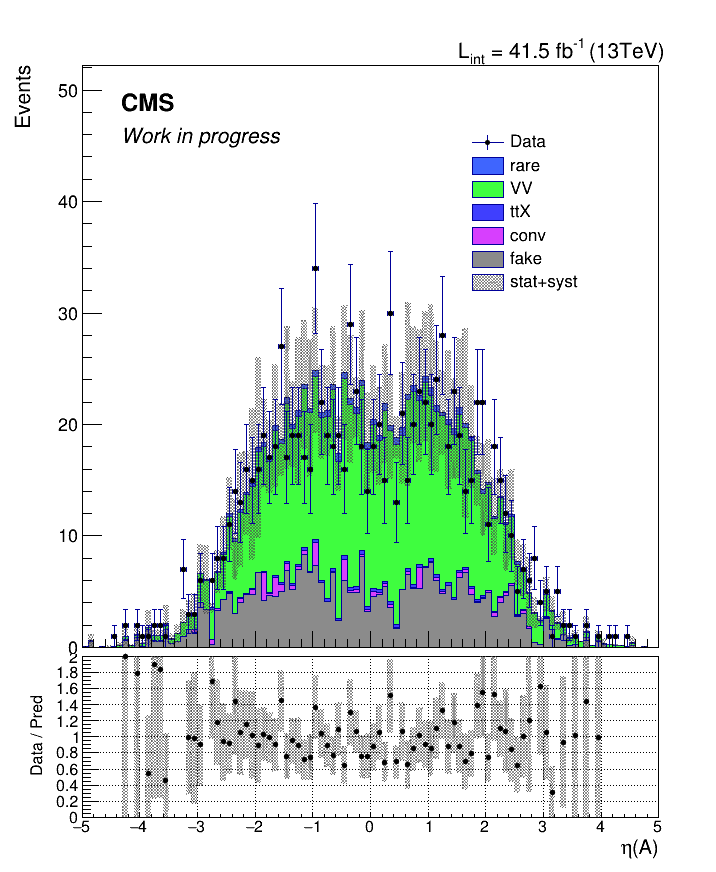 L_int = 41.5 fb^-1 (13TeV)
Events
CMS
Work in progress
Data
rare
VV
ttX
conv
fake
stat+syst
50
40
30
20
10
0
Data / Pred
2
1.8
1.6
1.4
1.2
1
0.8
0.6
0.4
0.2
0
−5 −4 −3 −2 −1 0 1 2 3 4 5
η(A)